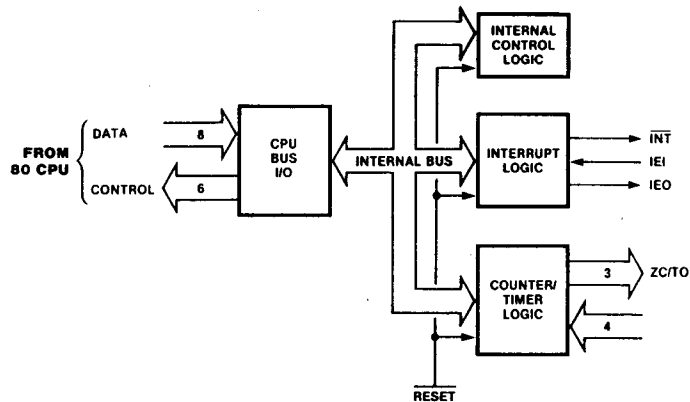 INTERNAL
CONTROL
LOGIC
FROM
80 CPU
DATA
8
CONTROL
6
CPU
BUS
I/O
INTERNAL BUS
INTERRUPT
LOGIC
INT
IEI
IEO
COUNTER/
TIMER
LOGIC
3
ZC/TO
4
RESET